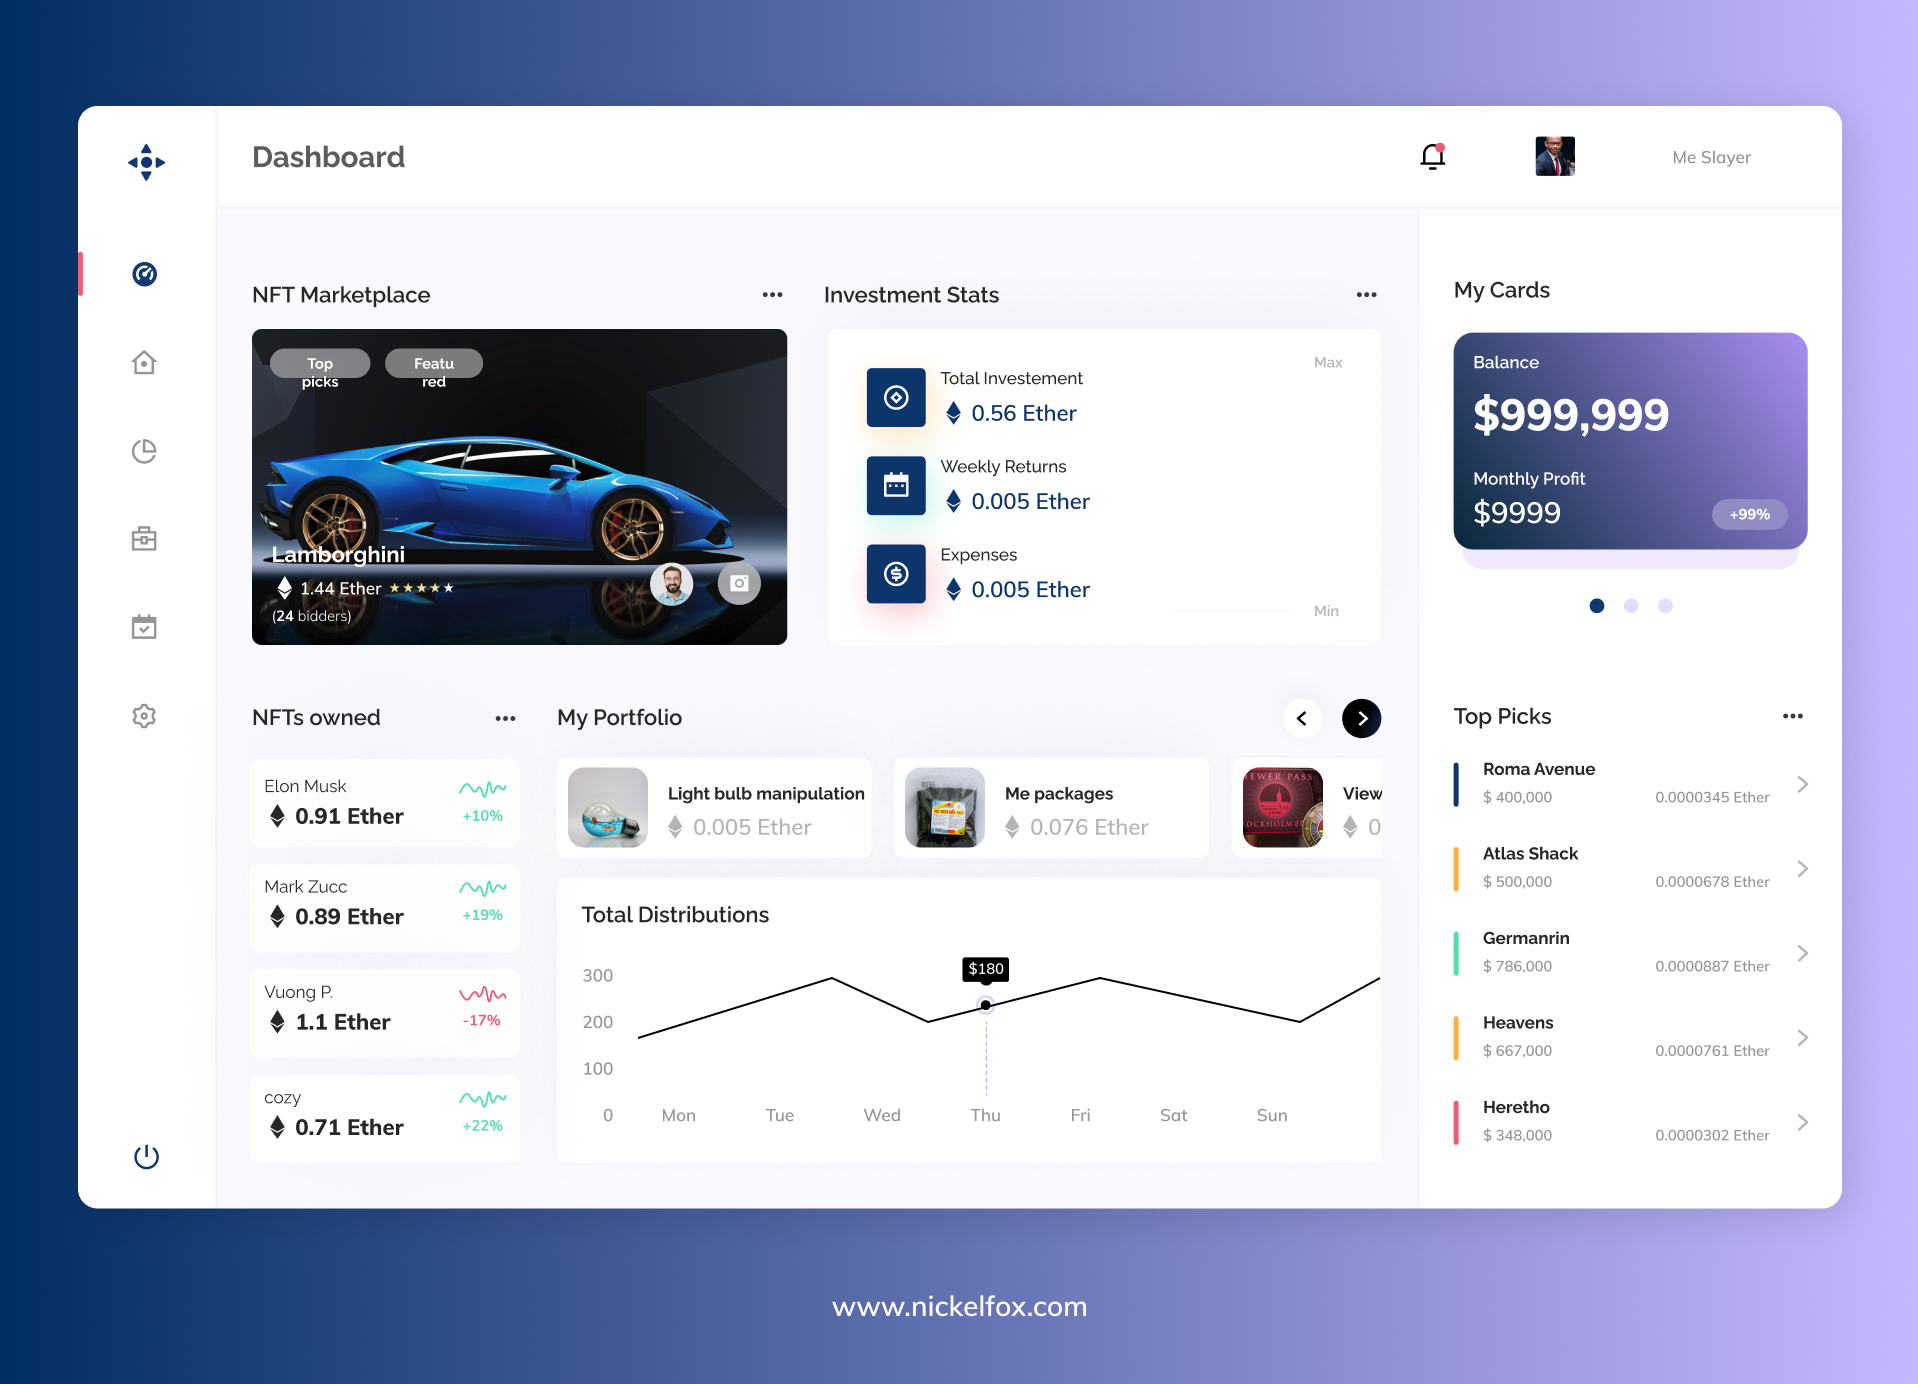 Dashboard
Me Slayer
NFT Marketplace
Top
picks
Featu
red
Lamborghini
1.44 Ether
(24 bidders)
Investment Stats
Max
Total Investement
0.56 Ether
Weekly Returns
0.005 Ether
Expenses
0.005 Ether
Min
My Cards
Balance
$999,999
Monthly Profit
$9999
+99%
NFTs owned
Elon Musk
0.91 Ether
+10%
Mark Zucc
0.89 Ether
+19%
Vuong P.
1.1 Ether
-17%
cozy
0.71 Ether
+22%
My Portfolio
Light bulb manipulation
0.005 Ether
Me packages
0.076 Ether
IEWER PASS
View
0
Total Distributions
300
200
100
0
$180
Mon
Tue
Wed
Thu
Fri
Sat
Sun
Top Picks
Roma Avenue
$ 400,000
0.0000345 Ether
Atlas Shack
$ 500,000
0.0000678 Ether
Germanrin
$ 786,000
0.0000887 Ether
Heavens
$ 667,000
0.0000761 Ether
Heretho
$ 348,000
0.0000302 Ether
www.nickelfox.com